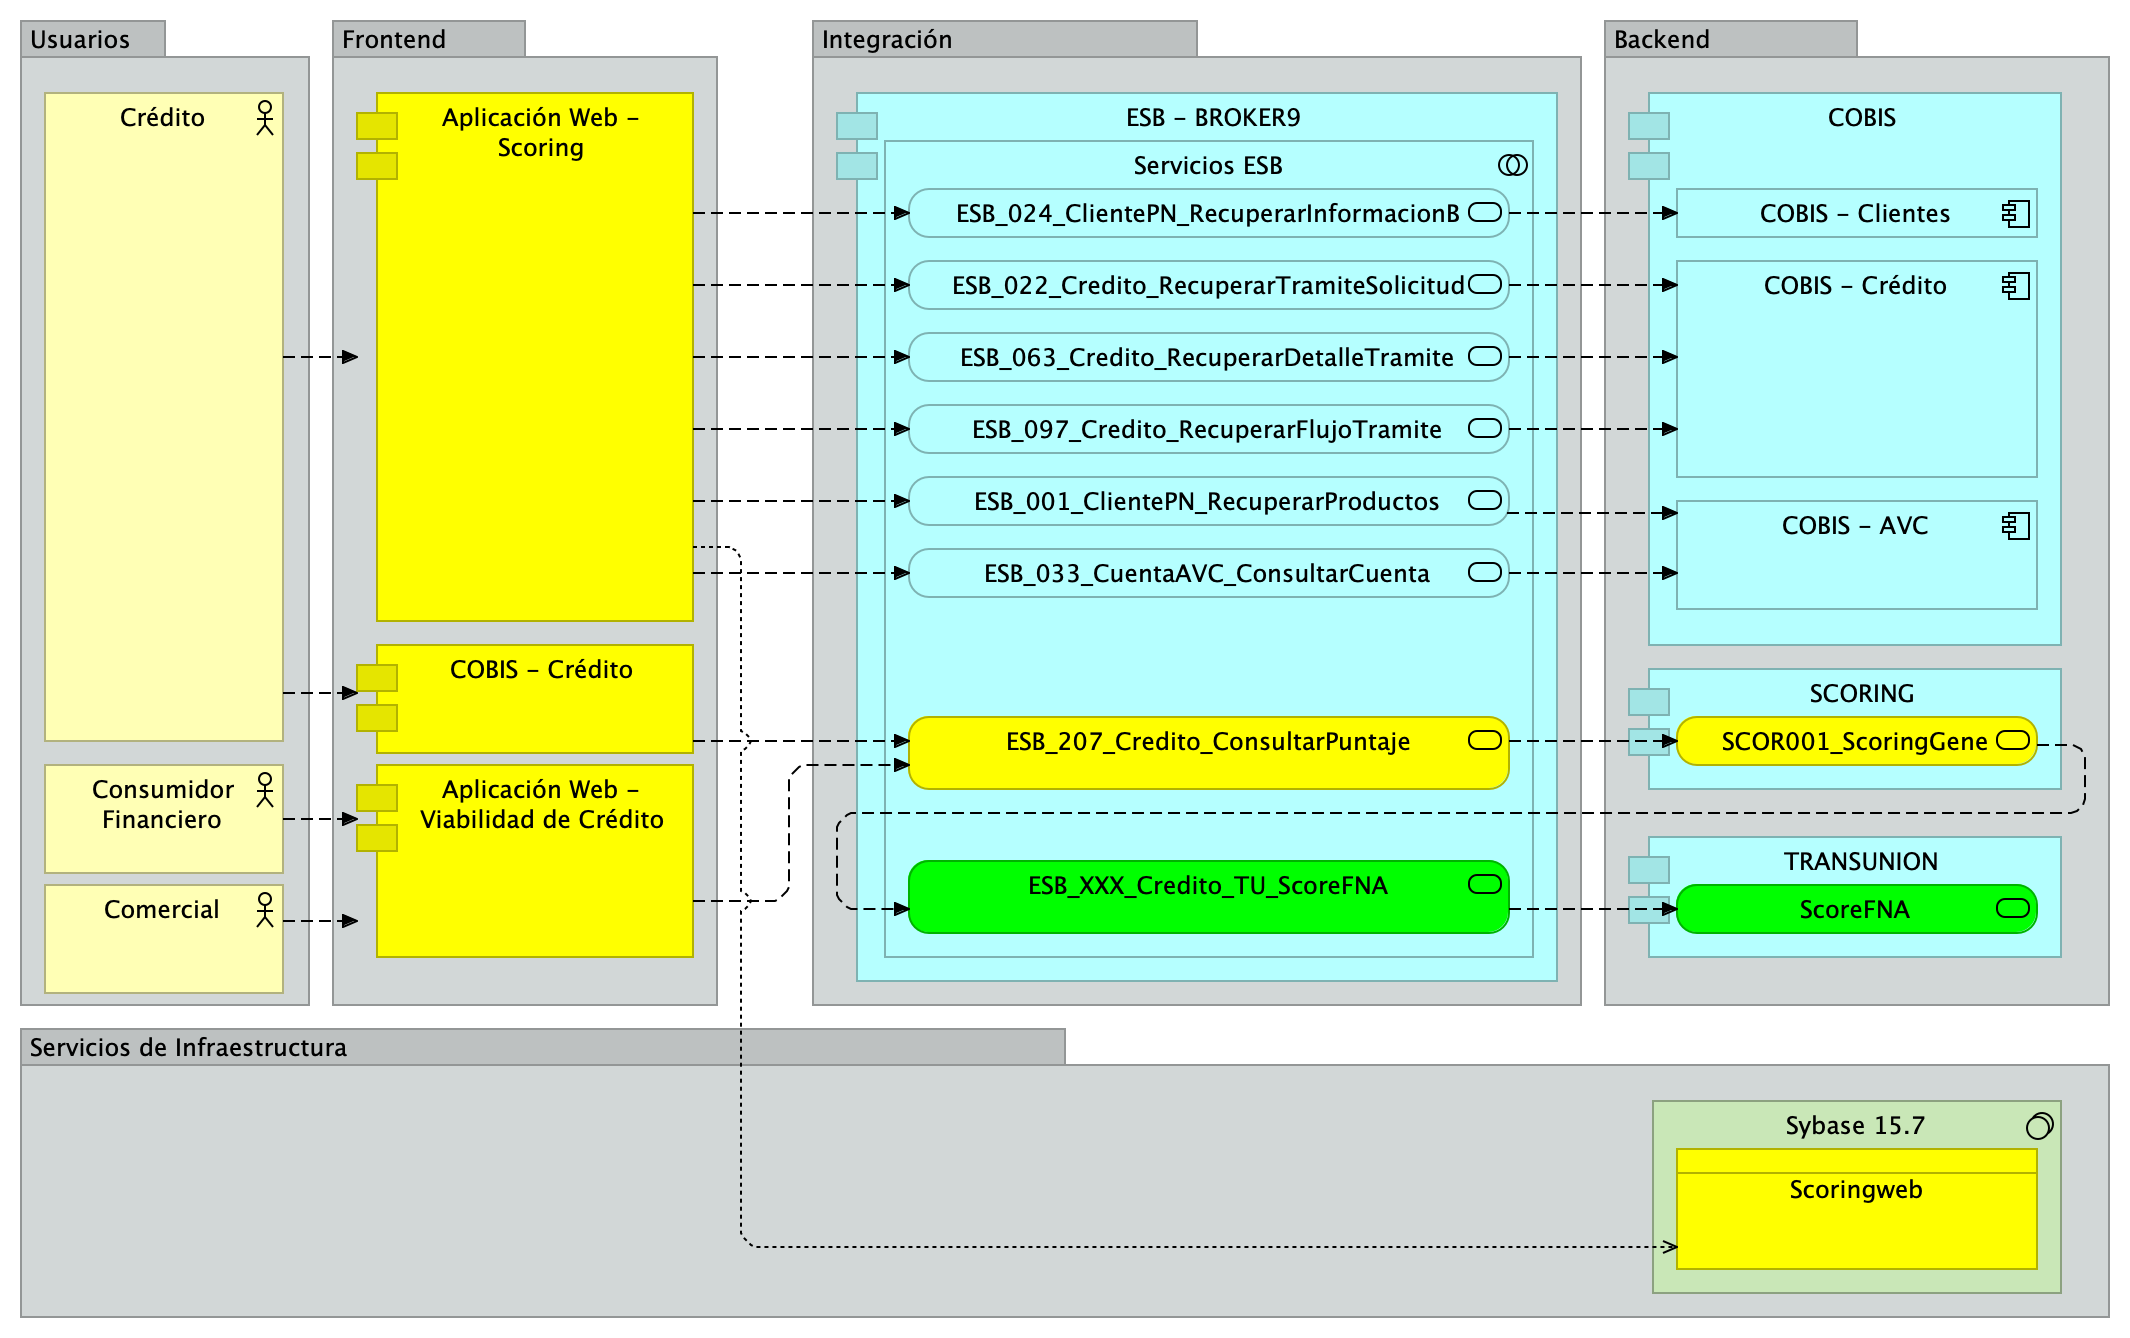 Usuarios
Crédito
Consumidor
Financiero
Comercial
Frontend
Aplicación Web –
Scoring
COBIS – Crédito
Aplicación Web –
Viabilidad de Crédito
Integración
ESB – BROKER9
Servicios ESB
ESB_024_ClientePN_RecuperarInformacionB
ESB_022_Credito_RecuperarTramiteSolicitud
ESB_063_Credito_RecuperarDetalleTramite
ESB_097_Credito_RecuperarFlujoTramite
ESB_001_ClientePN_RecuperarProductos
ESB_033_CuentaAVC_ConsultarCuenta
ESB_207_Credito_ConsultarPuntaje
ESB_XXX_Credito_TU_ScoreFNA
Backend
COBIS
COBIS – Clientes
COBIS – Crédito
COBIS – AVC
SCORING
SCOR001_ScoringGene
TRANSUNION
ScoreFNA
Servicios de Infraestructura
Sybase 15.7
Scoringweb